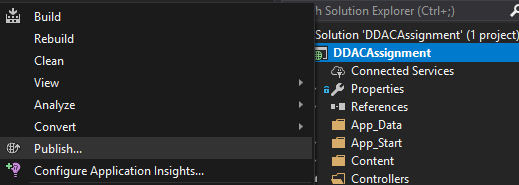 Build
Rebuild
Clean
View
Analyze
Convert
Publish...
Configure Application Insights...
h Solution Explorer (Ctrl+;)
Solution 'DDACAssignment' (1 project)
DDACAssignment
Connected Services
Properties
References
App_Data
App_Start
Content
Controllers